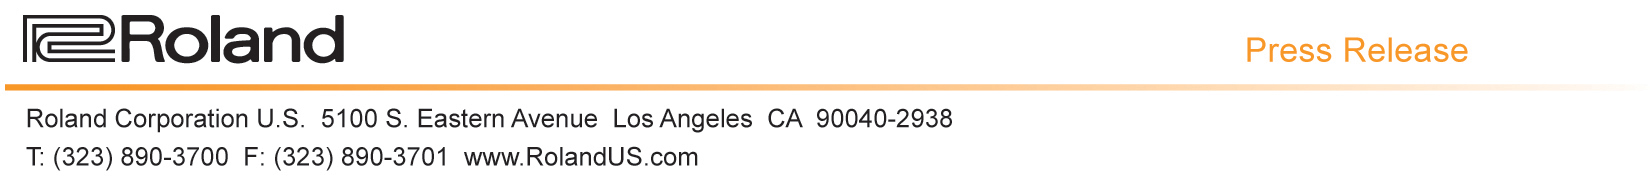 Roland
Press Release
Roland Corporation U.S.  5100 S. Eastern Avenue  Los Angeles  CA  90040-2938
T: (323) 890-3700  F: (323) 890-3701  www.RolandUS.com